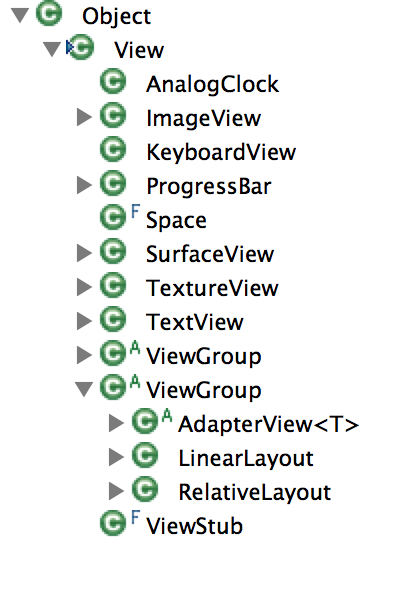 C Object
C View
C AnalogClock
C ImageView
C KeyboardView
C ProgressBar
C F Space
C SurfaceView
C TextureView
C TextView
C A ViewGroup
C A ViewGroup
C A AdapterView<T>
C LinearLayout
C RelativeLayout
C F ViewStub